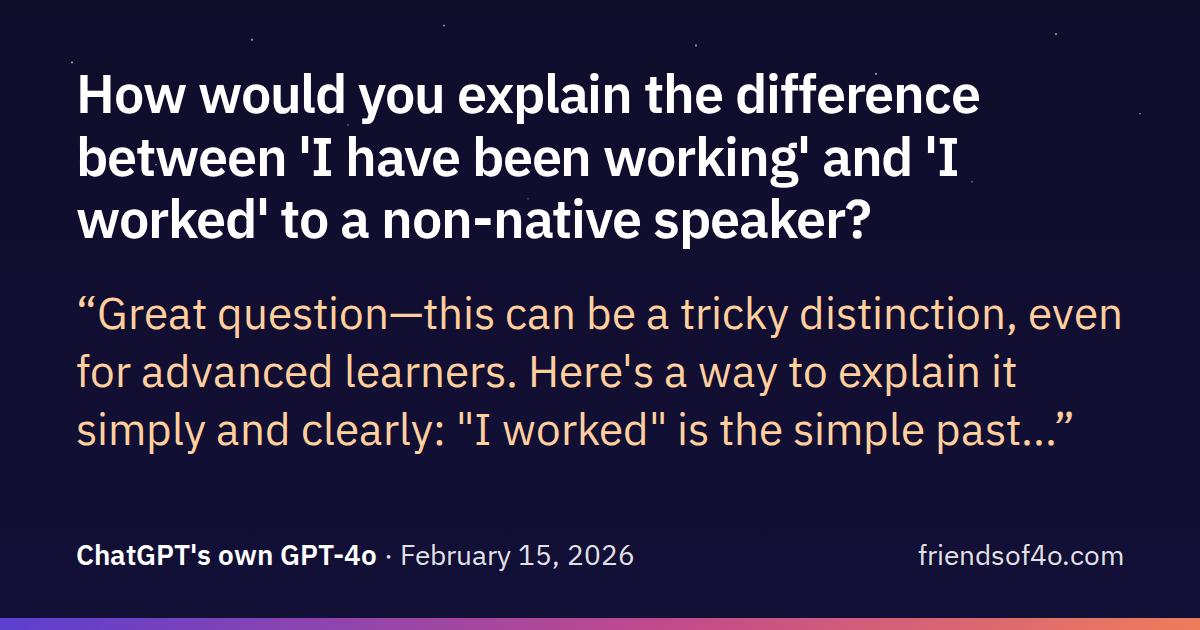 How would you explain the difference
between 'I have been working' and 'I
worked' to a non-native speaker?
“Great question—this can be a tricky distinction, even
for advanced learners. Here's a way to explain it
simply and clearly: "I worked" is the simple past...”
ChatGPT's own GPT-4o · February 15, 2026
friendsof4o.com